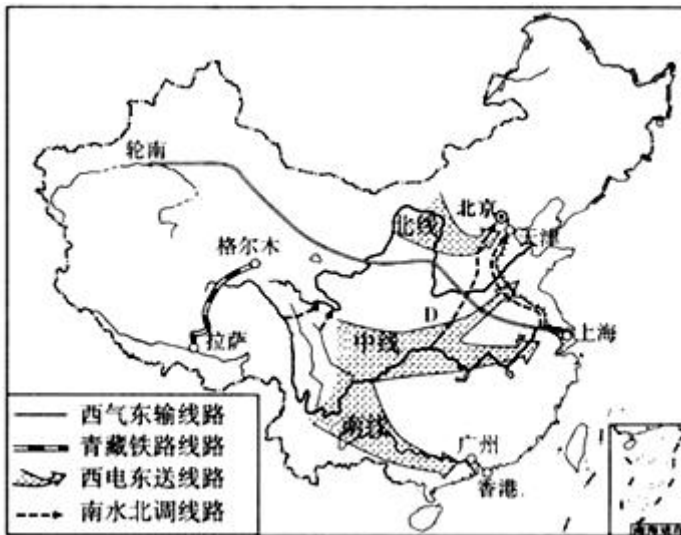 轮南
北京
北线
天津
格尔木
D
拉萨
中线
上海
南线
广州
香港
西气东输线路
青藏铁路线路
西电东送线路
南水北调线路